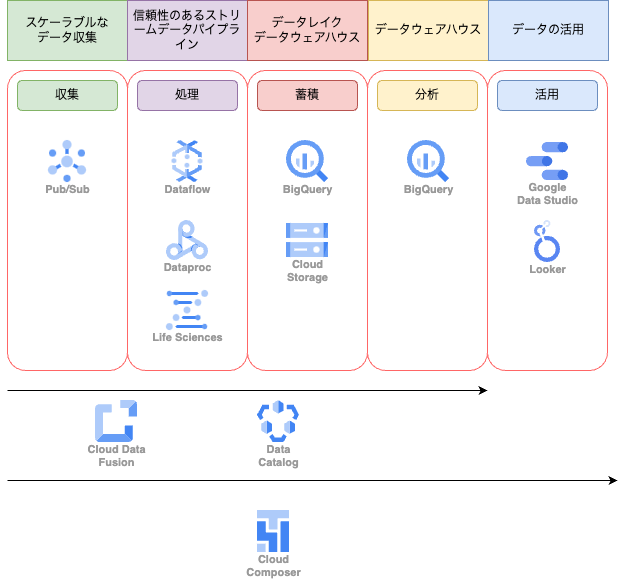 スケーラブルな
データ収集
信頼性のあるストリ
ームデータパイプラ
イン
データレイク
データウェアハウス
データウェアハウス
データの活用
収集
処理
蓄積
分析
活用
Pub/Sub
Dataflow
BigQuery
BigQuery
Google
Data Studio
Dataproc
Cloud
Storage
Looker
Life Sciences
Cloud Data
Fusion
Data
Catalog
Cloud
Composer